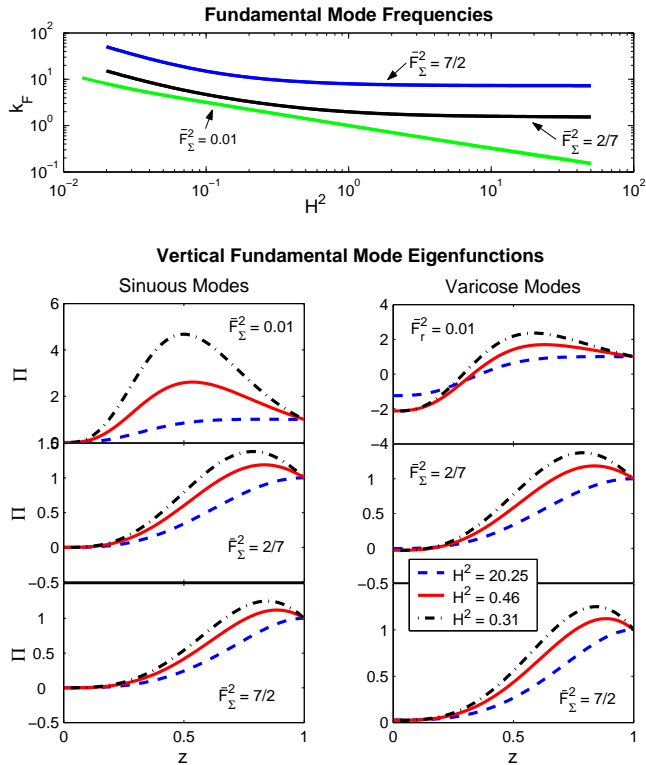 Fundamental Mode Frequencies
10^2
10^1
10^0
10^-1
k_F
F̄_Σ^2 = 7/2
F̄_Σ^2 = 0.01
F̄_Σ^2 = 2/7
10^-2 10^-1 10^0 10^1 10^2
H^2
Vertical Fundamental Mode Eigenfunctions
Sinuous Modes
Varicose Modes
6
4
2
Π
F̄_Σ^2 = 0.01
4
2
0
−2
−4
F̄_r^2 = 0.01
1.5
1
0.5
0
−0.5
Π
F̄_Σ^2 = 2/7
1
0.5
0
−0.5
F̄_Σ^2 = 2/7
H^2 = 20.25
H^2 = 0.46
H^2 = 0.31
1
0
−0.5
Π
F̄_Σ^2 = 7/2
1
0.5
0
F̄_Σ^2 = 7/2
0 0.5 1
z
0 0.5 1
z